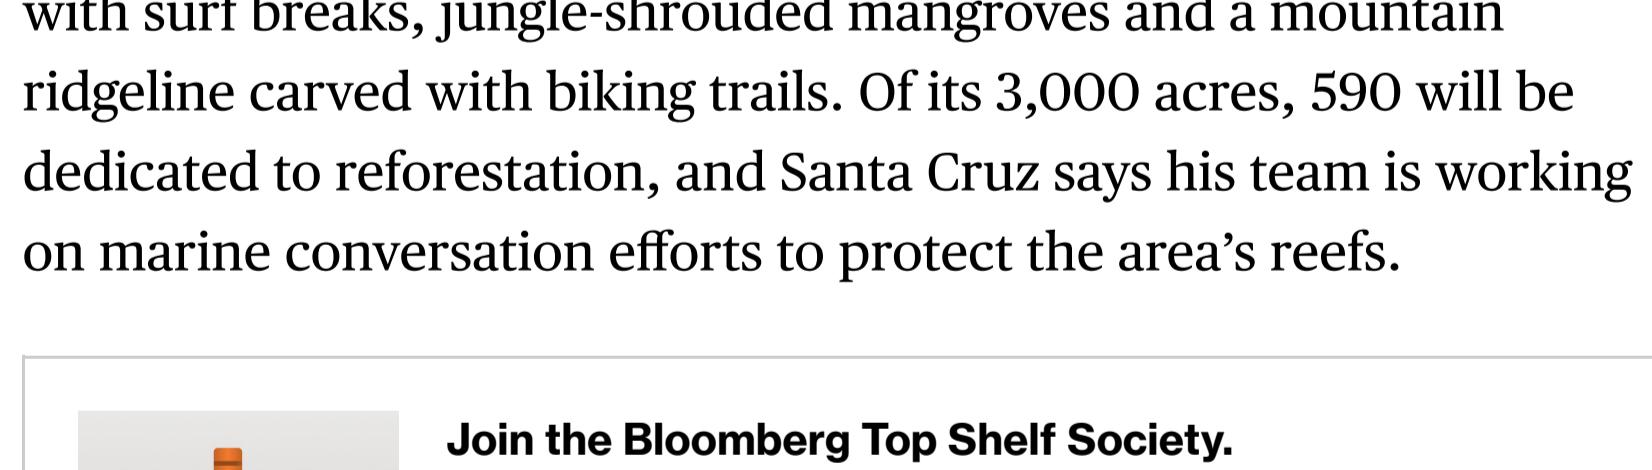 with surf breaks, jungle-shrouded mangroves and a mountain
ridgeline carved with biking trails. Of its 3,000 acres, 590 will be
dedicated to reforestation, and Santa Cruz says his team is working
on marine conversation efforts to protect the area’s reefs.
Join the Bloomberg Top Shelf Society.